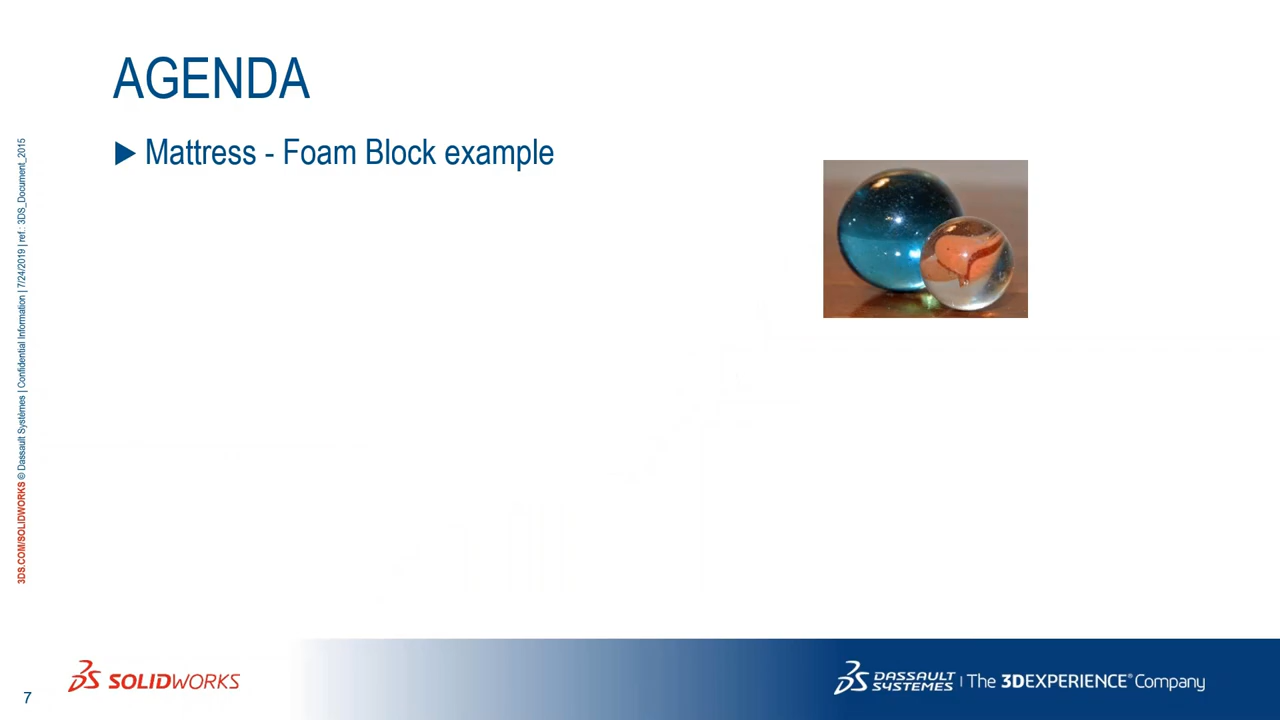 AGENDA
▶ Mattress - Foam Block example
3DS.COM/SOLIDWORKS © Dassault Systèmes | Confidential Information | 7/24/2019 | ref.: 3DS_Document_2015
7
SOLIDWORKS
DASSAULT SYSTEMES | The 3DEXPERIENCE® Company